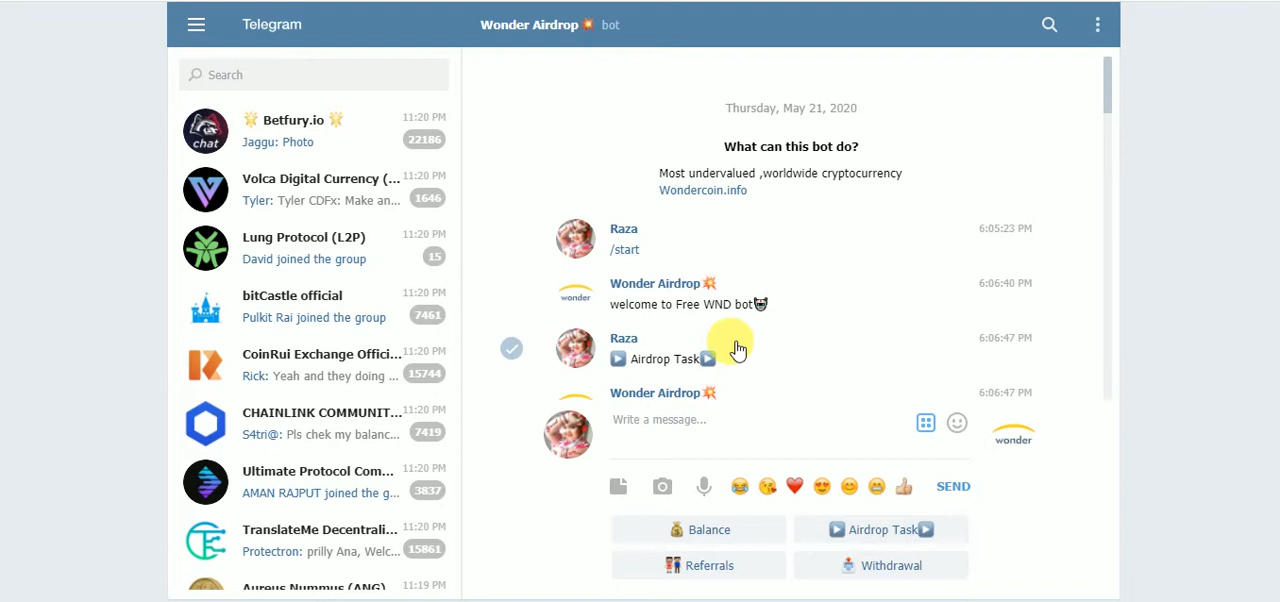 Telegram
Wonder Airdrop💥 bot
Search
🌟 Betfury.io 🌟 11:20 PM
Jaggu: Photo 22186
chat
Volca Digital Currency (... 11:20 PM
Tyler: Tyler CDFx: Make an... 1646
Lung Protocol (L2P) 11:20 PM
David joined the group 15
bitCastle official 11:20 PM
Pulkit Rai joined the group 7461
CoinRui Exchange Offici... 11:20 PM
Rick: Yeah and they doing ... 15744
CHAINLINK COMMUNIT... 11:20 PM
S4tri@: Pls chek my balanc... 7419
Ultimate Protocol Com... 11:20 PM
AMAN RAJPUT joined the g... 3837
TranslateMe Decentrali... 11:20 PM
Protectron: prilly Ana, Welc... 15861
Aureus Nummus (ANG) 11:19 PM
Thursday, May 21, 2020
What can this bot do?
Most undervalued ,worldwide cryptocurrency
Wondercoin.info
Raza 6:05:23 PM
/start
Wonder Airdrop💥 6:06:40 PM
wonder
welcome to Free WND bot😈
Raza 6:06:47 PM
▶️ Airdrop Task▶️
Wonder Airdrop💥 6:06:47 PM
Write a message...
wonder
SEND
💰 Balance
▶️ Airdrop Task▶️
👫 Referrals
📩 Withdrawal